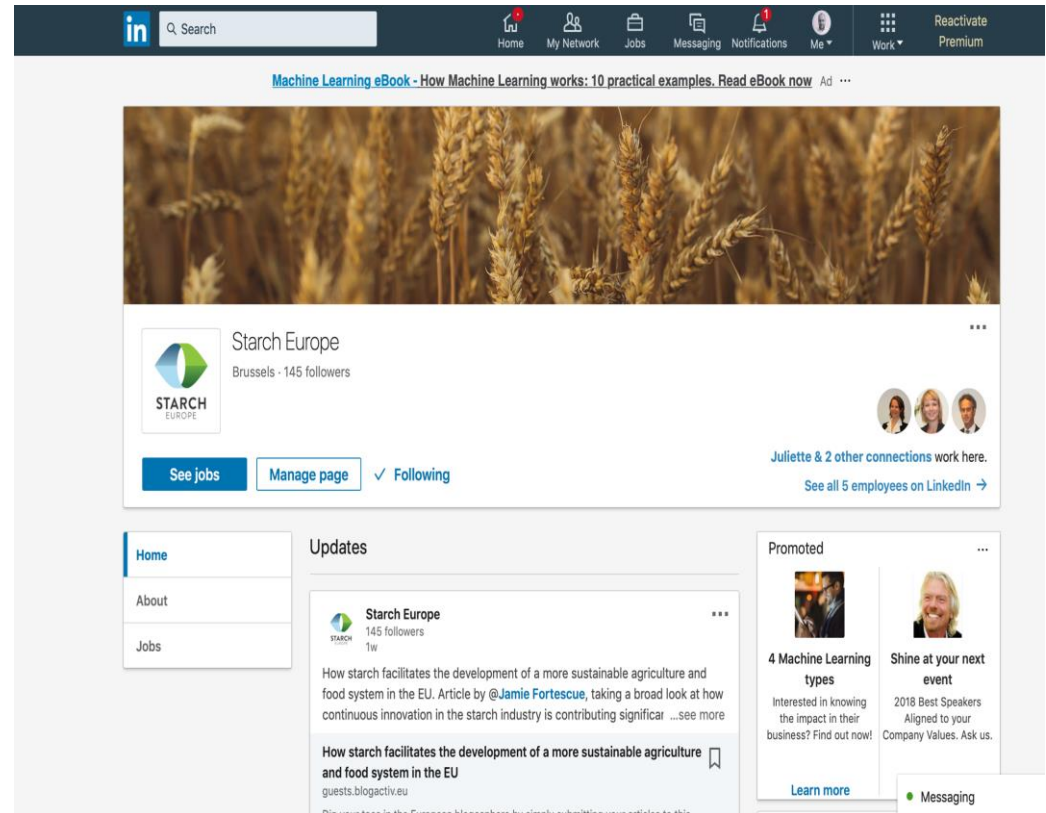 in
Search
Home
My Network
Jobs
Messaging
Notifications
1
Me
Work
Reactivate
Premium
Machine Learning eBook - How Machine Learning works: 10 practical examples. Read eBook now Ad ...
STARCH
EUROPE
Starch Europe
Brussels · 145 followers
See jobs
Manage page
Following
Juliette & 2 other connections work here.
See all 5 employees on LinkedIn →
Home
About
Jobs
Updates
STARCH
Starch Europe
145 followers
1w
How starch facilitates the development of a more sustainable agriculture and
food system in the EU. Article by @Jamie Fortescue, taking a broad look at how
continuous innovation in the starch industry is contributing significar ...see more
How starch facilitates the development of a more sustainable agriculture
and food system in the EU
guests.blogactiv.eu
Promoted
4 Machine Learning
types
Interested in knowing
the impact in their
business? Find out now!
Learn more
Shine at your next
event
2018 Best Speakers
Aligned to your
Company Values. Ask us.
Messaging